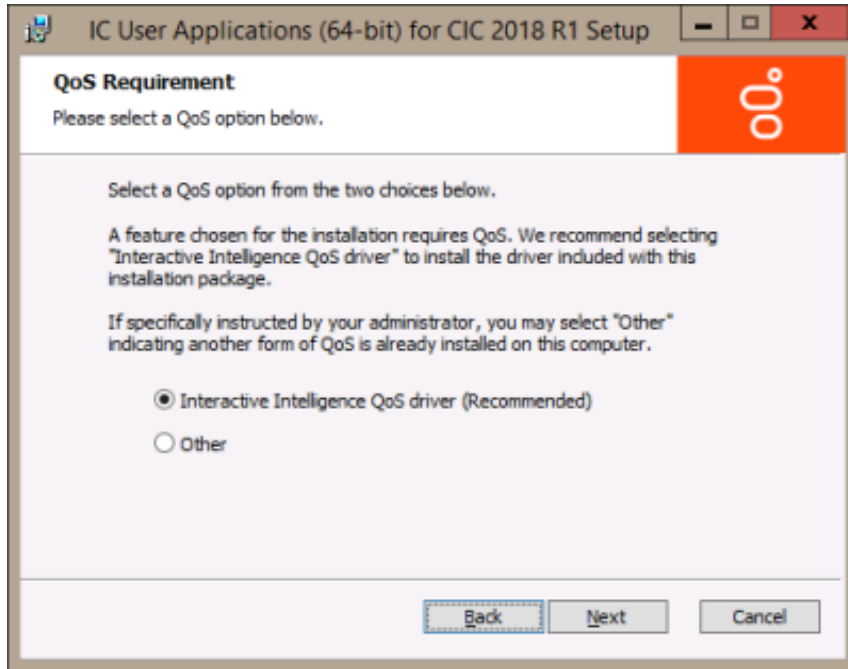 IC User Applications (64-bit) for CIC 2018 R1 Setup
QoS Requirement
Please select a QoS option below.
Select a QoS option from the two choices below.
A feature chosen for the installation requires QoS. We recommend selecting
"Interactive Intelligence QoS driver" to install the driver included with this
installation package.
If specifically instructed by your administrator, you may select "Other"
indicating another form of QoS is already installed on this computer.
Interactive Intelligence QoS driver (Recommended)
Other
Back Next Cancel